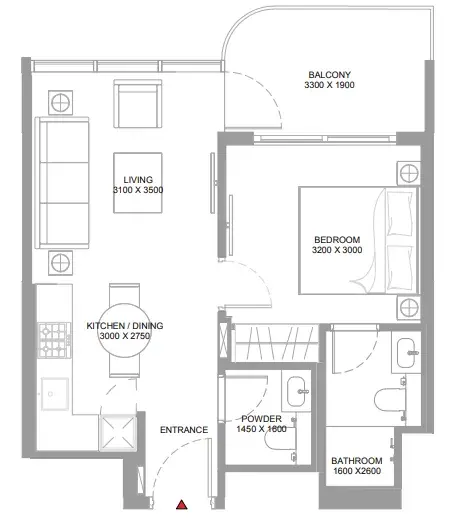 BALCONY
3300 X 1900
LIVING
3100 X 3500
BEDROOM
3200 X 3000
KITCHEN / DINING
3000 X 2750
POWDER
1450 X 1600
ENTRANCE
BATHROOM
1600 X2600